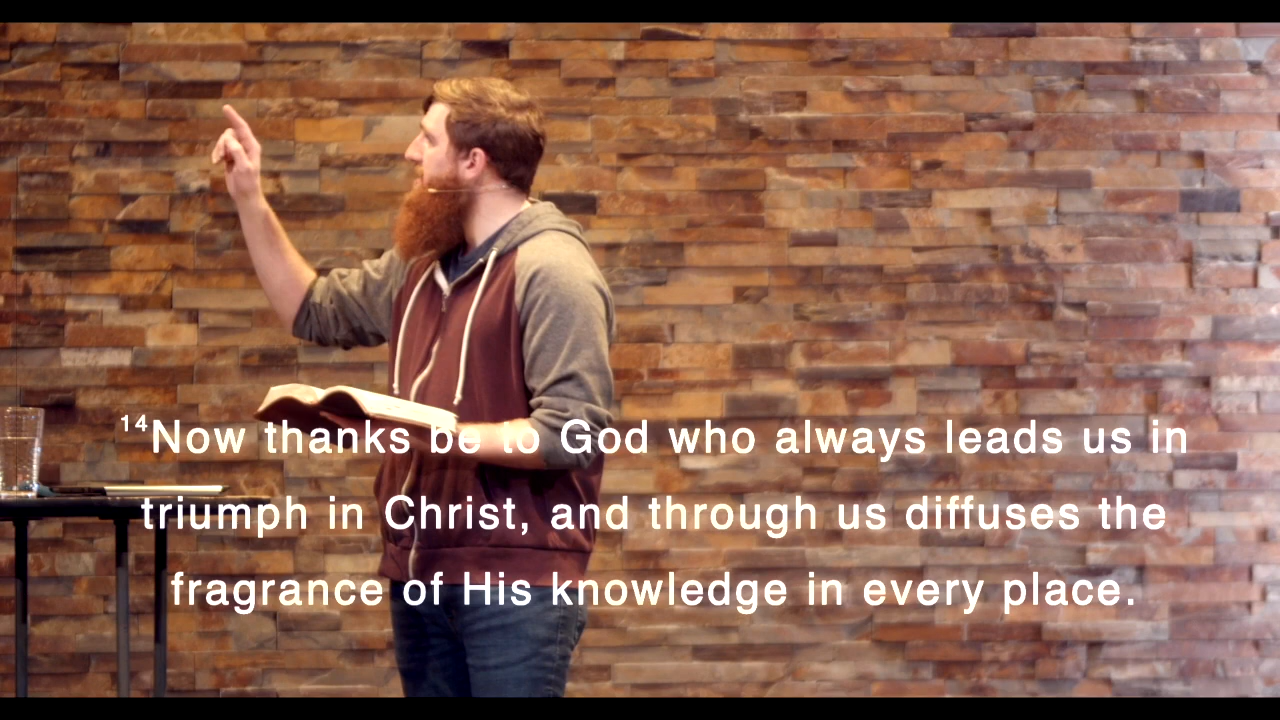 ¹⁴Now thanks be to God who always leads us in
triumph in Christ, and through us diffuses the
fragrance of His knowledge in every place.